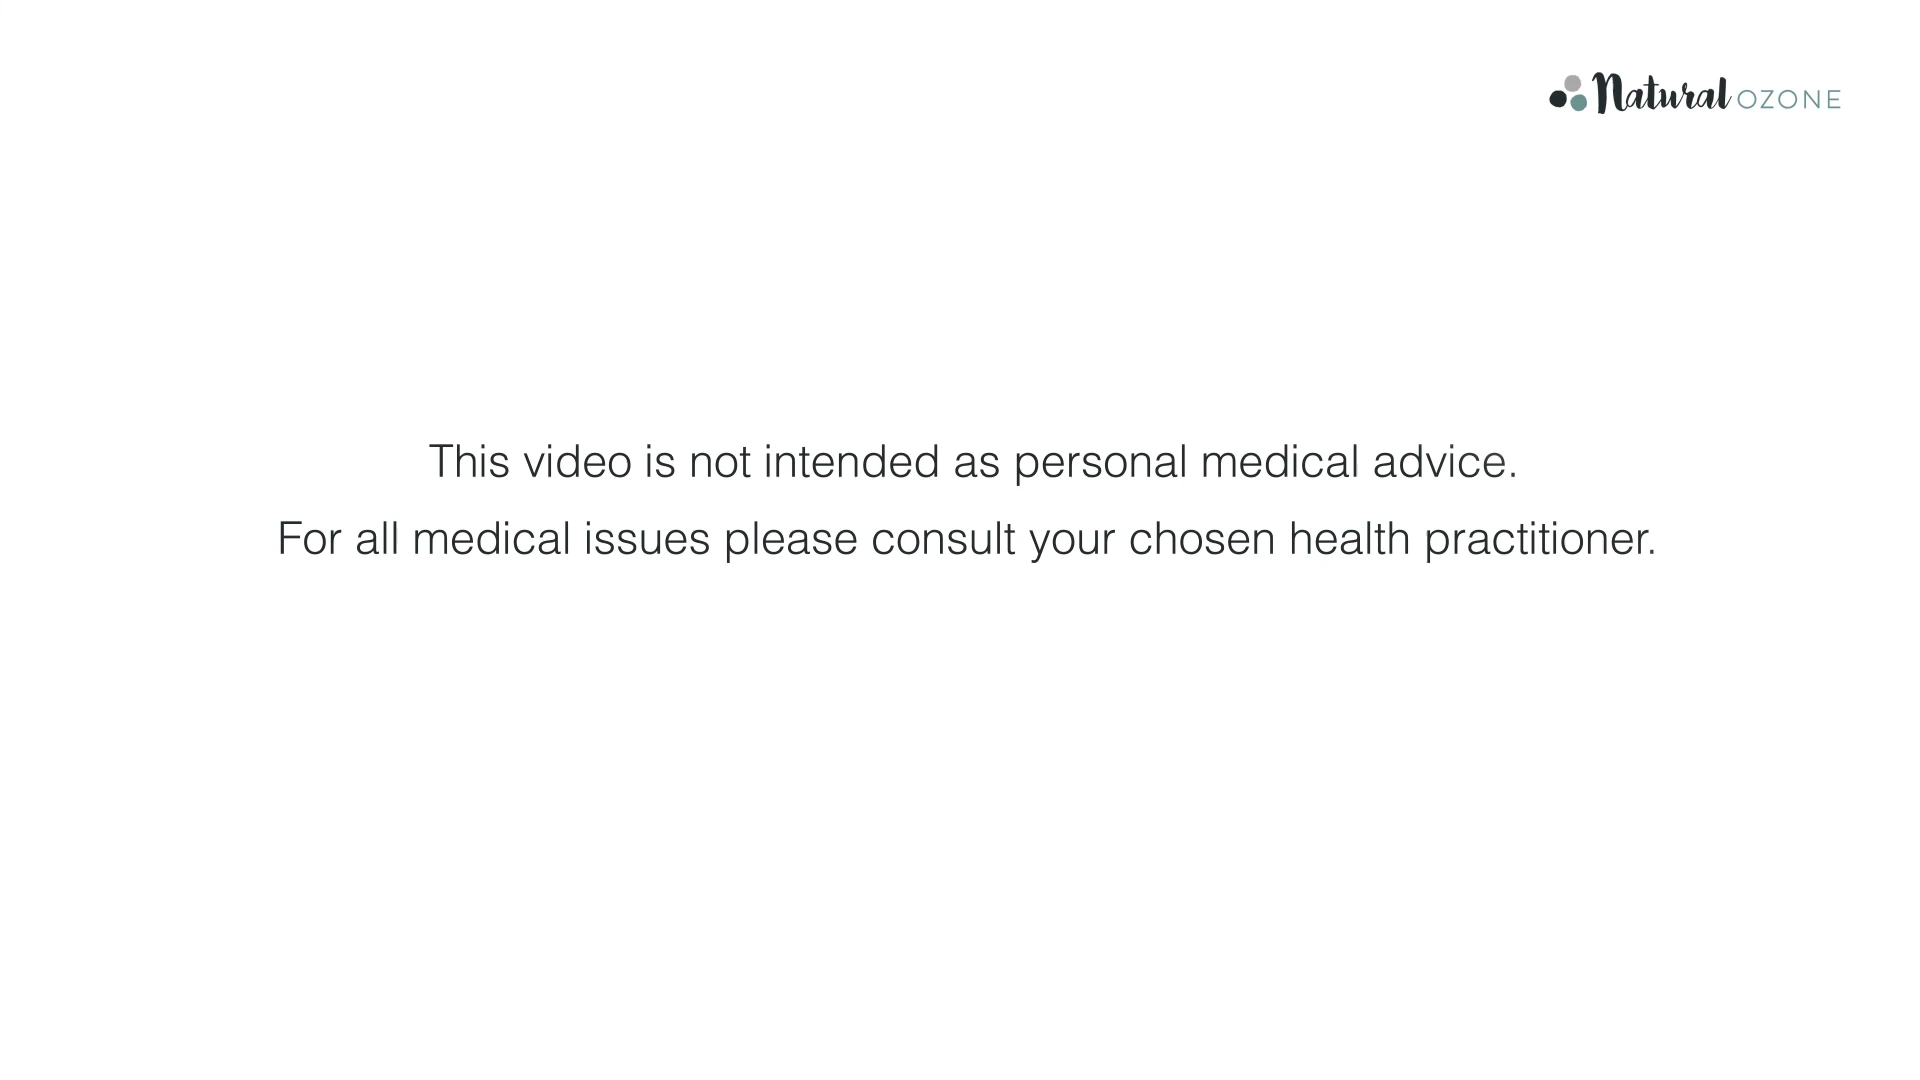 Natural OZONE
This video is not intended as personal medical advice.
For all medical issues please consult your chosen health practitioner.